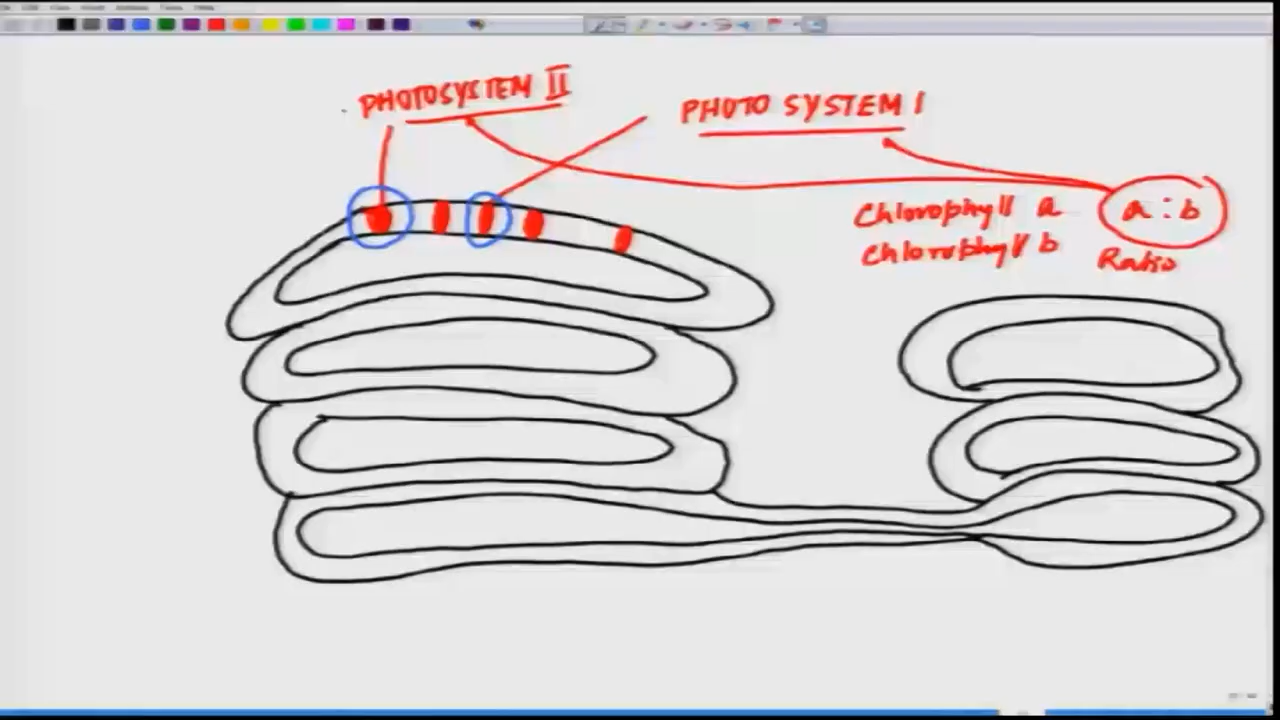 PHOTOSYSTEM II
PHOTO SYSTEM I
Chlorophyll a
Chlorophyll b
a : b
Ratio